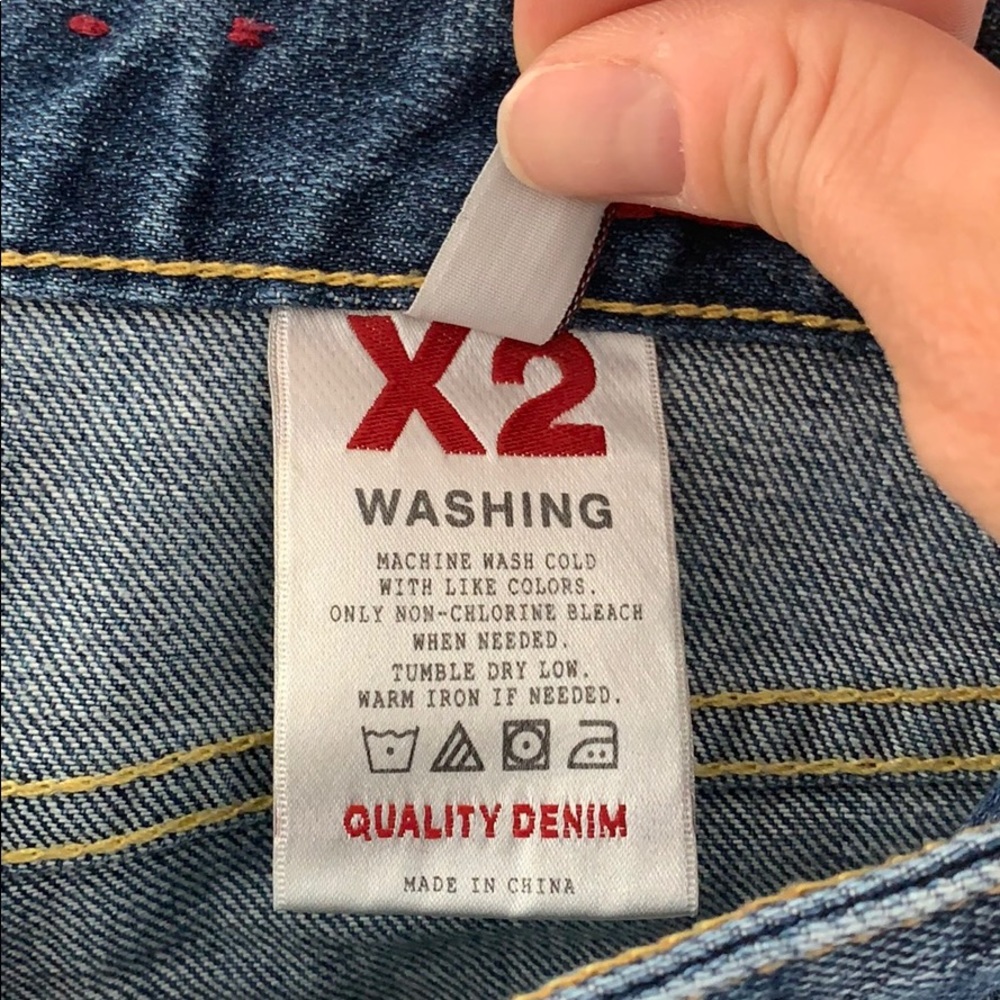 X2
WASHING
MACHINE WASH COLD
WITH LIKE COLORS.
ONLY NON-CHLORINE BLEACH
WHEN NEEDED.
TUMBLE DRY LOW.
WARM IRON IF NEEDED.
QUALITY DENIM
MADE IN CHINA